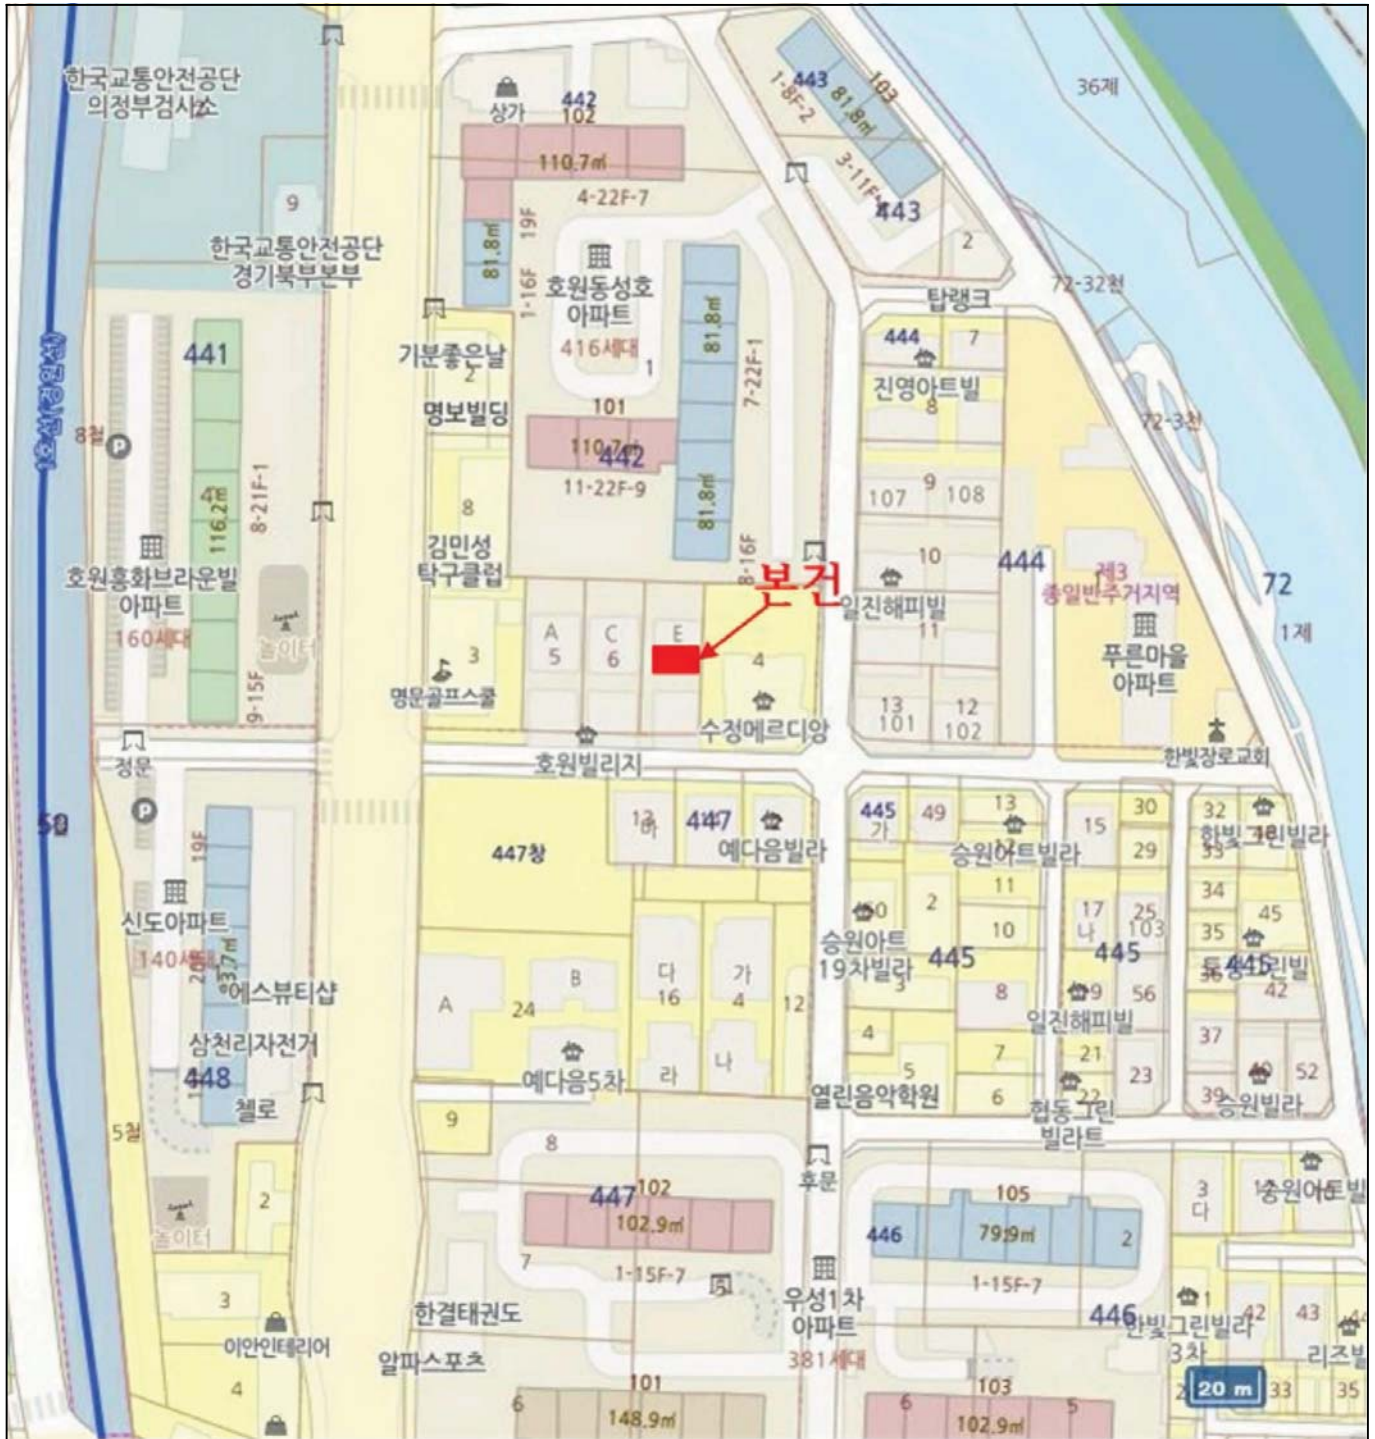 한국교통안전공단
의정부검사소
9
한국교통안전공단
경기북부본부
상가
442
102
110.7㎡
4-22F-7
19F
81.8㎡
1-16F
호원동성호
아파트
416세대
1
443
103
1-8F-2
81.8㎡
443
2
36제
72-32천
탑랭크
441
8철
기분좋은날
2
명보빌딩
101
442
11-22F-9
81.8㎡
7-22F-1
81.8㎡
8-16F
444
7
진영아트빌
8
72-3천
107
9
108
10
444
일진해피빌
11
제3
종일반주거지역
푸른마을
아파트
72
1제
116.2㎡
8-21F-1
호원흥화브라운빌
아파트
160세대
놀이터
9-15F
8
김민성
탁구클럽
3
명문골프스쿨
A
5
C
6
E
본건
4
수정메르디앙
13
101
12
102
한빛장로교회
정문
호원빌리지
447
예다음빌라
447창
445
가
49
13
승원아트빌라
11
10
15
30
29
32
33
한빛그린빌라
34
35
45
19F
신도아파트
에스뷰티샵
삼천리자전거
448
첼로
A
24
B
예다음5차
다
16
라
가
4
나
12
승원아트
19차빌라
2
445
3
8
4
5
7
6
열린음악학원
17
나
25
103
445
56
일진해피빌
21
22
23
협동그린
빌라트
42
37
39
52
승원빌라
5철
9
2
놀이터
3
이안인테리어
4
8
447
102
102.9㎡
7
1-15F-7
한결태권도
알파스포츠
후문
우성1차
아파트
381세대
101
6
148.9㎡
105
446
2
1-15F-7
446
103
6
102.9㎡
5
3
다
승원아트빌
한빛그린빌라
3차
42
43
리즈빌
20 m
33
35